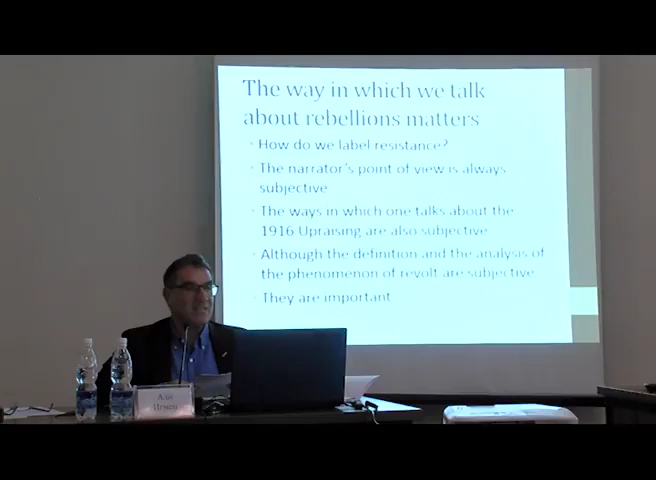 The way in which we talk
about rebellions matters
How do we label resistance?
The narrator's point of view is always
subjective
The ways in which one talks about the
1916 Upraising are also subjective
Although the definition and the analysis of
the phenomenon of revolt are subjective
They are important